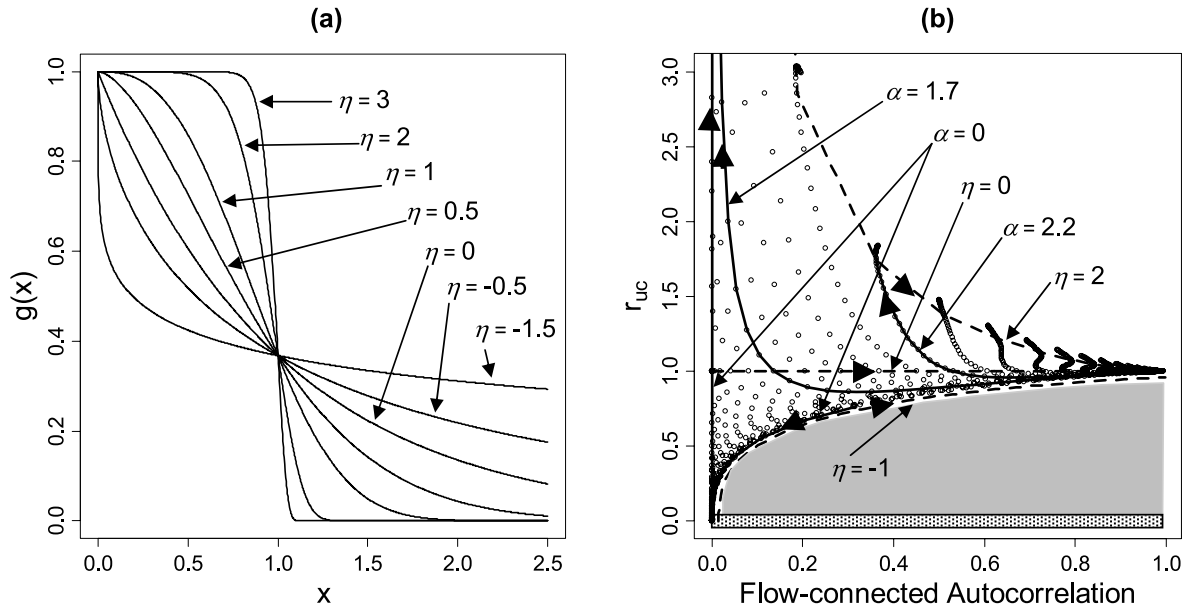 (a)
g(x)
1.0
0.8
0.6
0.4
0.2
0.0
η = 3
η = 2
η = 1
η = 0.5
η = 0
η = -0.5
η = -1.5
0.0 0.5 1.0 1.5 2.0 2.5
x
(b)
r_uc
3.0
2.5
2.0
1.5
1.0
0.5
0.0
α = 1.7
α = 0
η = 0
α = 2.2
η = 2
η = -1
0.0 0.2 0.4 0.6 0.8 1.0
Flow-connected Autocorrelation